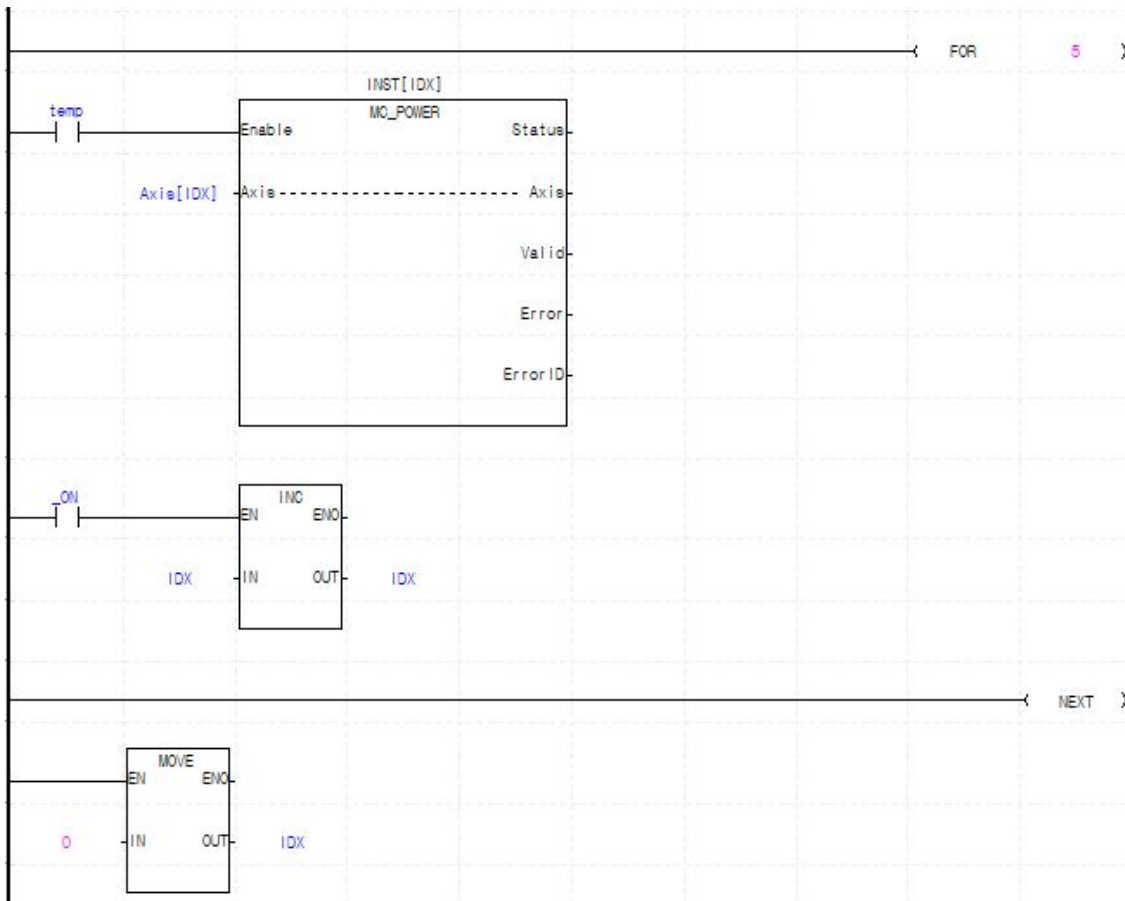 FOR 5
INST[IDX]
temp
MC_POWER
Enable Status
Axis[IDX] Axis Axis
Valid
Error
ErrorID
_ON
INC
EN ENO
IDX IN OUT IDX
NEXT
MOVE
EN ENO
0 IN OUT IDX